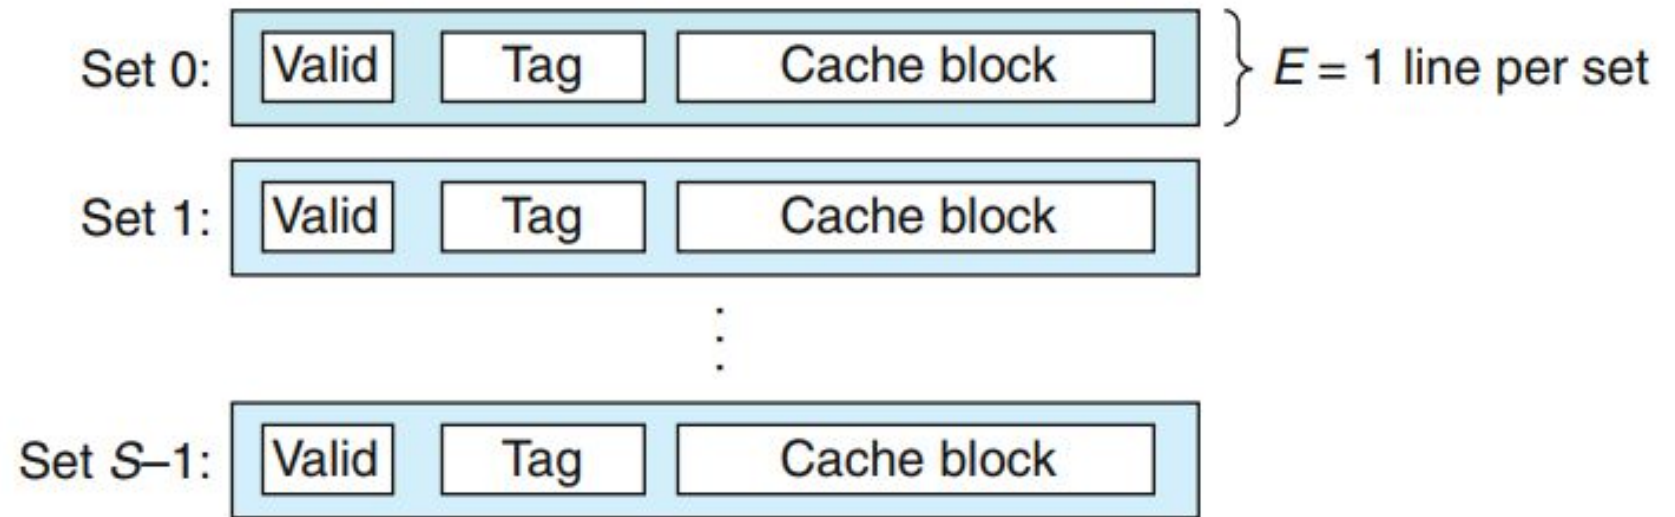 Set 0: Valid Tag Cache block E = 1 line per set
Set 1: Valid Tag Cache block
⋮
Set S–1: Valid Tag Cache block